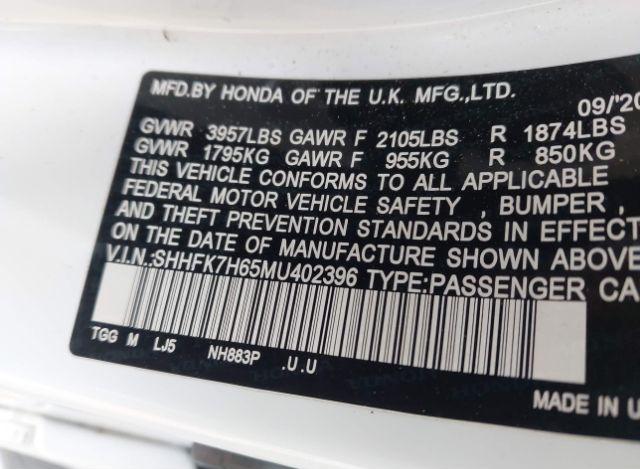 MFD.BY HONDA OF THE U.K. MFG.,LTD. 09/'20
GVWR 3957LBS GAWR F 2105LBS R 1874LBS
GVWR 1795KG GAWR F 955KG R 850KG
THIS VEHICLE CONFORMS TO ALL APPLICABLE
FEDERAL MOTOR VEHICLE SAFETY , BUMPER ,
AND THEFT PREVENTION STANDARDS IN EFFECT
ON THE DATE OF MANUFACTURE SHOWN ABOVE
V.I.N.:SHHFK7H65MU402396 TYPE:PASSENGER CA
TGG M LJ5 NH883P .U.U
MADE IN U